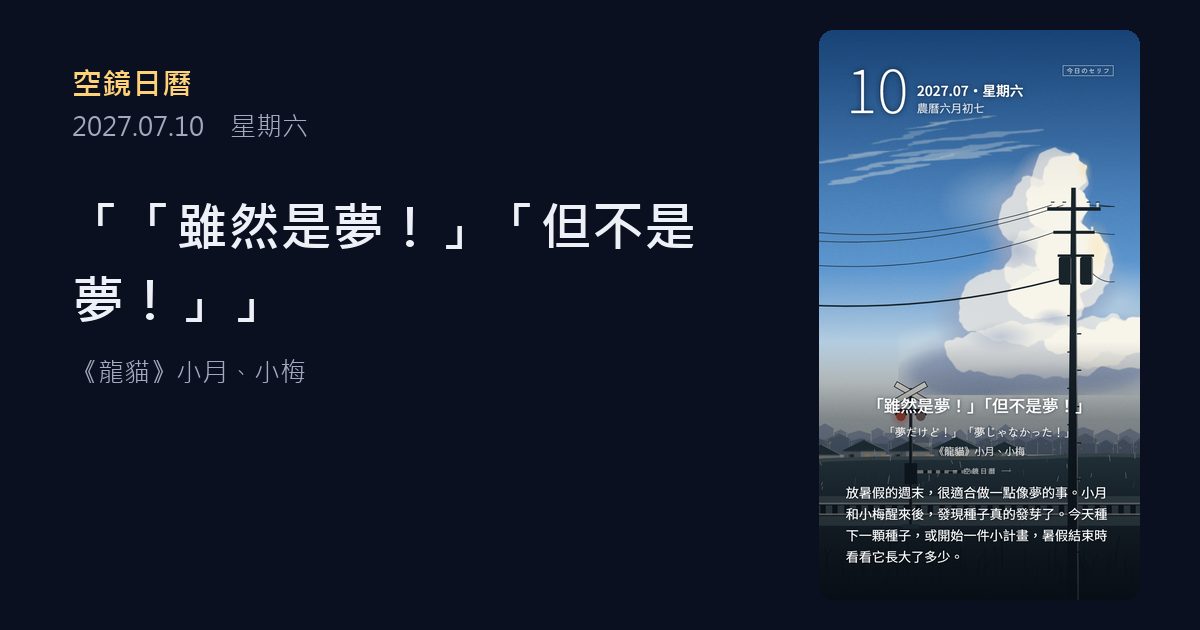 空鏡日曆
2027.07.10 星期六
「「雖然是夢！」「但不是
夢！」」
《龍貓》小月、小梅
10
2027.07・星期六
農曆六月初七
今日のセリフ
「雖然是夢！」「但不是夢！」
「夢だけど！」「夢じゃなかった！」
《龍貓》小月、小梅
空鏡日曆
放暑假的週末，很適合做一點像夢的事。小月
和小梅醒來後，發現種子真的發芽了。今天種
下一顆種子，或開始一件小計畫，暑假結束時
看看它長大了多少。